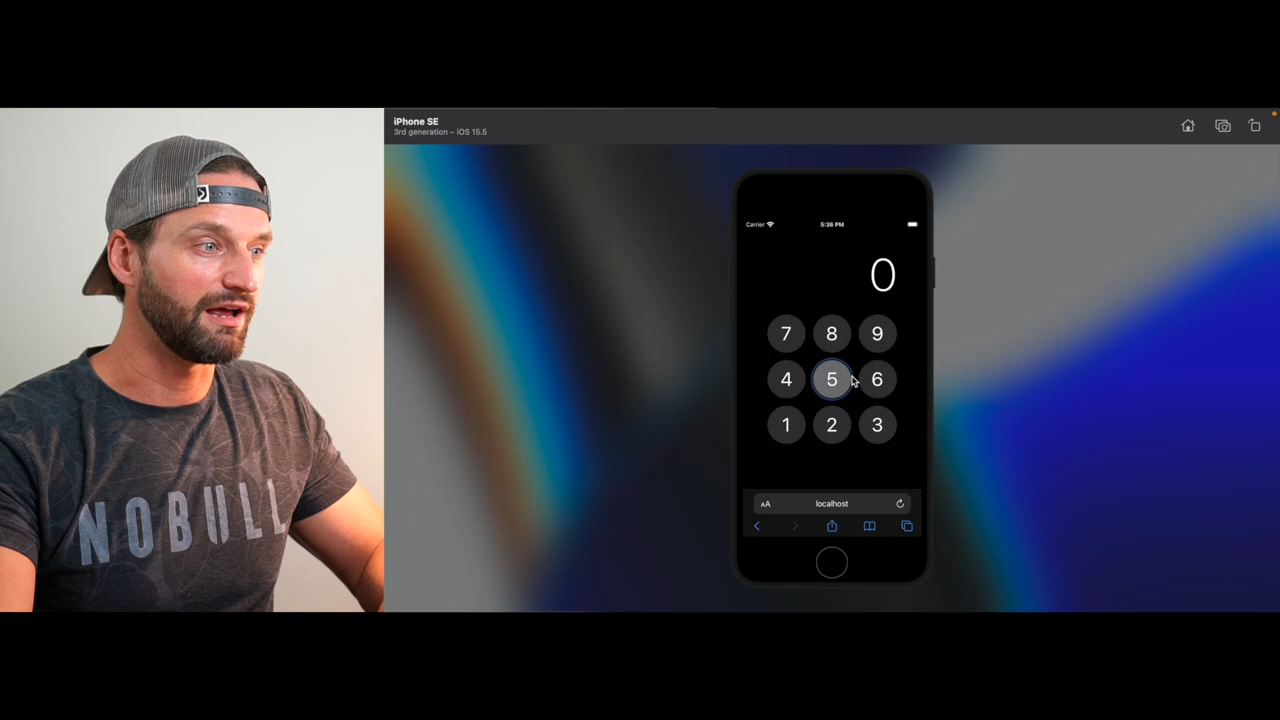 iPhone SE
3rd generation – iOS 15.5
Carrier 5:36 PM
0
7 8 9
4 5 6
1 2 3
AA localhost
NOBULL